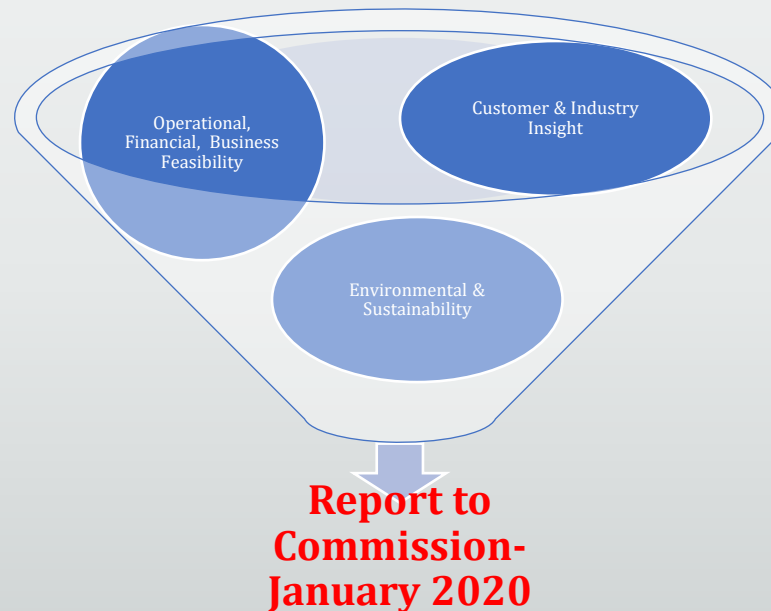 Operational,
Financial, Business
Feasibility
Customer & Industry
Insight
Environmental &
Sustainability
Report to
Commission-
January 2020